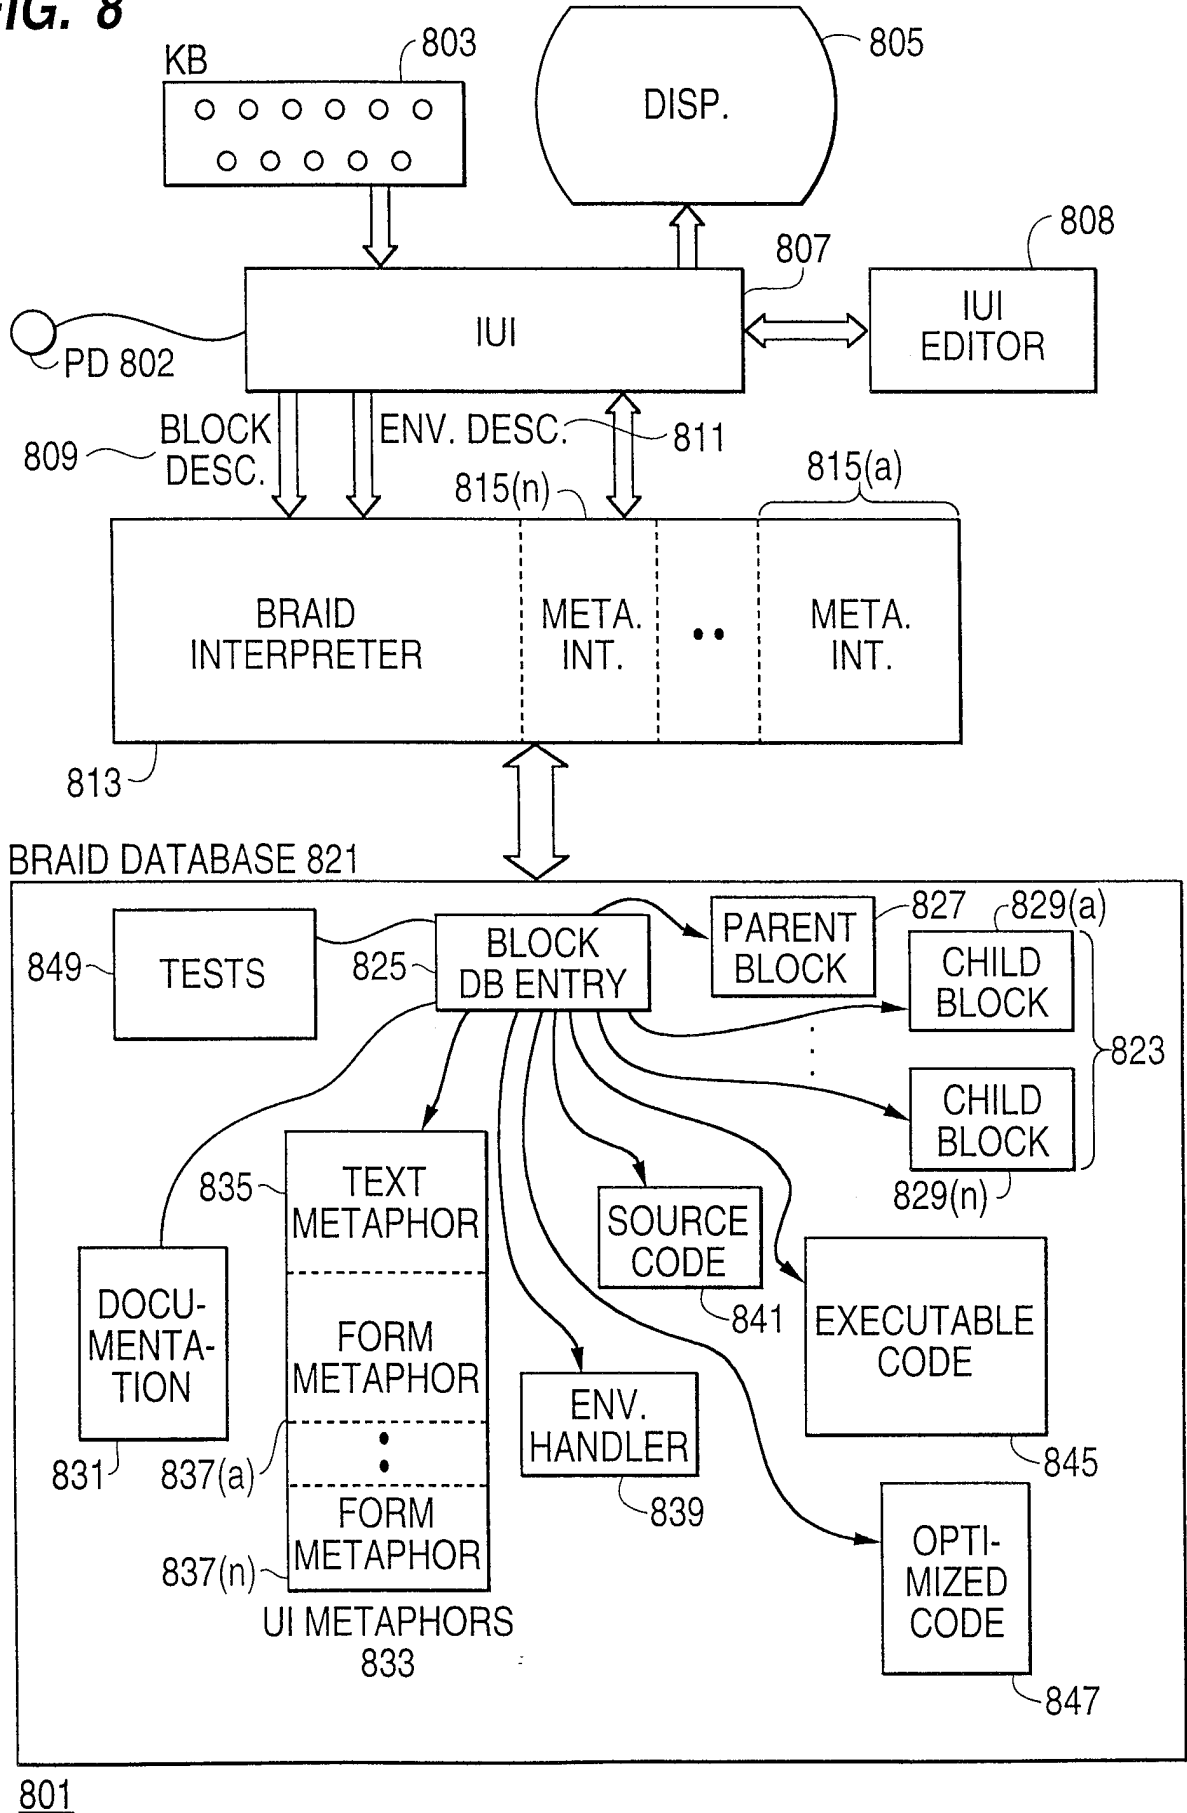 FIG. 8
KB
803
805
DISP.
808
807
IUI
IUI
EDITOR
PD 802
BLOCK
DESC.
809
ENV. DESC.
811
815(n)
815(a)
BRAID
INTERPRETER
META.
INT.
META.
INT.
813
BRAID DATABASE 821
849
TESTS
825
BLOCK
DB ENTRY
PARENT
BLOCK
827
829(a)
CHILD
BLOCK
823
CHILD
BLOCK
829(n)
835
TEXT
METAPHOR
SOURCE
CODE
841
DOCU-
MENTA-
TION
831
FORM
METAPHOR
837(a)
EXECUTABLE
CODE
845
ENV.
HANDLER
839
FORM
METAPHOR
837(n)
UI METAPHORS
833
OPTI-
MIZED
CODE
847
801